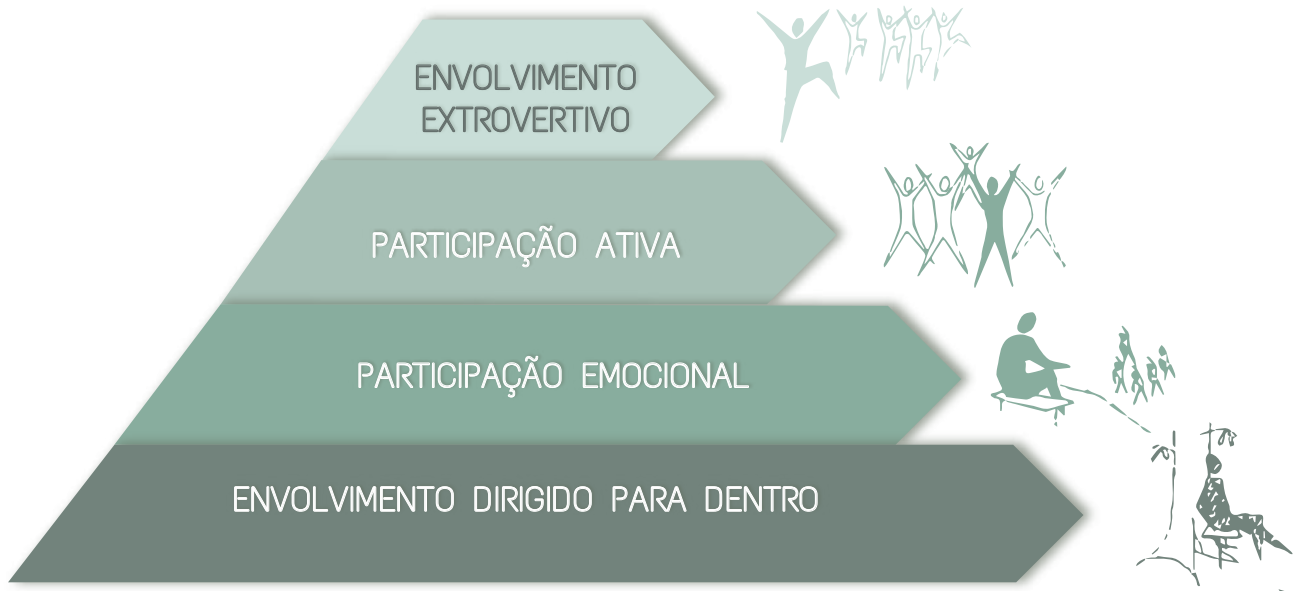 ENVOLVIMENTO
EXTROVERTIVO
PARTICIPAÇÃO ATIVA
PARTICIPAÇÃO EMOCIONAL
ENVOLVIMENTO DIRIGIDO PARA DENTRO